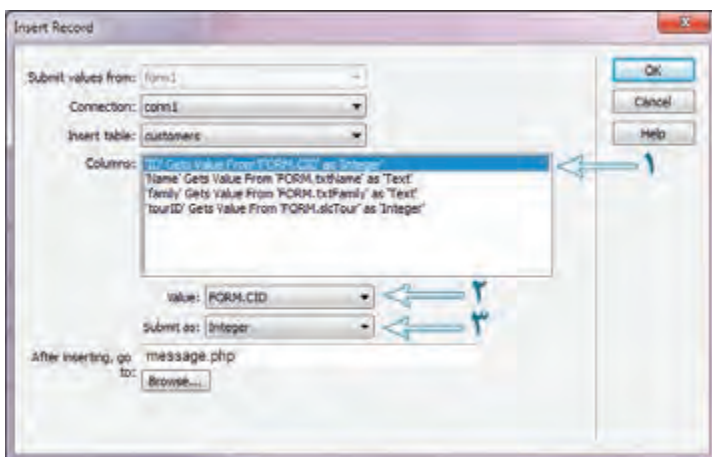 Insert Record
Submit values from: form1
Connection: conn1
Insert table: customers
Columns: 'ID' Gets Value From 'FORM.CID' as 'Integer'
'Name' Gets Value From 'FORM.txtName' as 'Text'
'family' Gets Value From 'FORM.txtFamily' as 'Text'
'tourID' Gets Value From 'FORM.slcTour' as 'Integer'
Value: FORM.CID
Submit as: Integer
After inserting, go to: message.php
Browse...
OK
Cancel
Help
۱
۲
۳